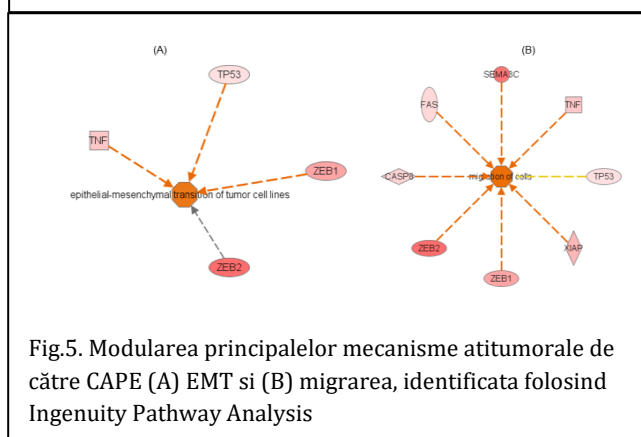 (A)
(B)
TP53
TNF
ZEB1
epithelial-mesenchymal transition of tumor cell lines
ZEB2
SEMA3C
FAS
TNF
CASP8
migration of cells
TP53
ZEB2
XIAP
ZEB1
Fig.5. Modularea principalelor mecanisme atitumorale de
către CAPE (A) EMT si (B) migrarea, identificata folosind
Ingenuity Pathway Analysis